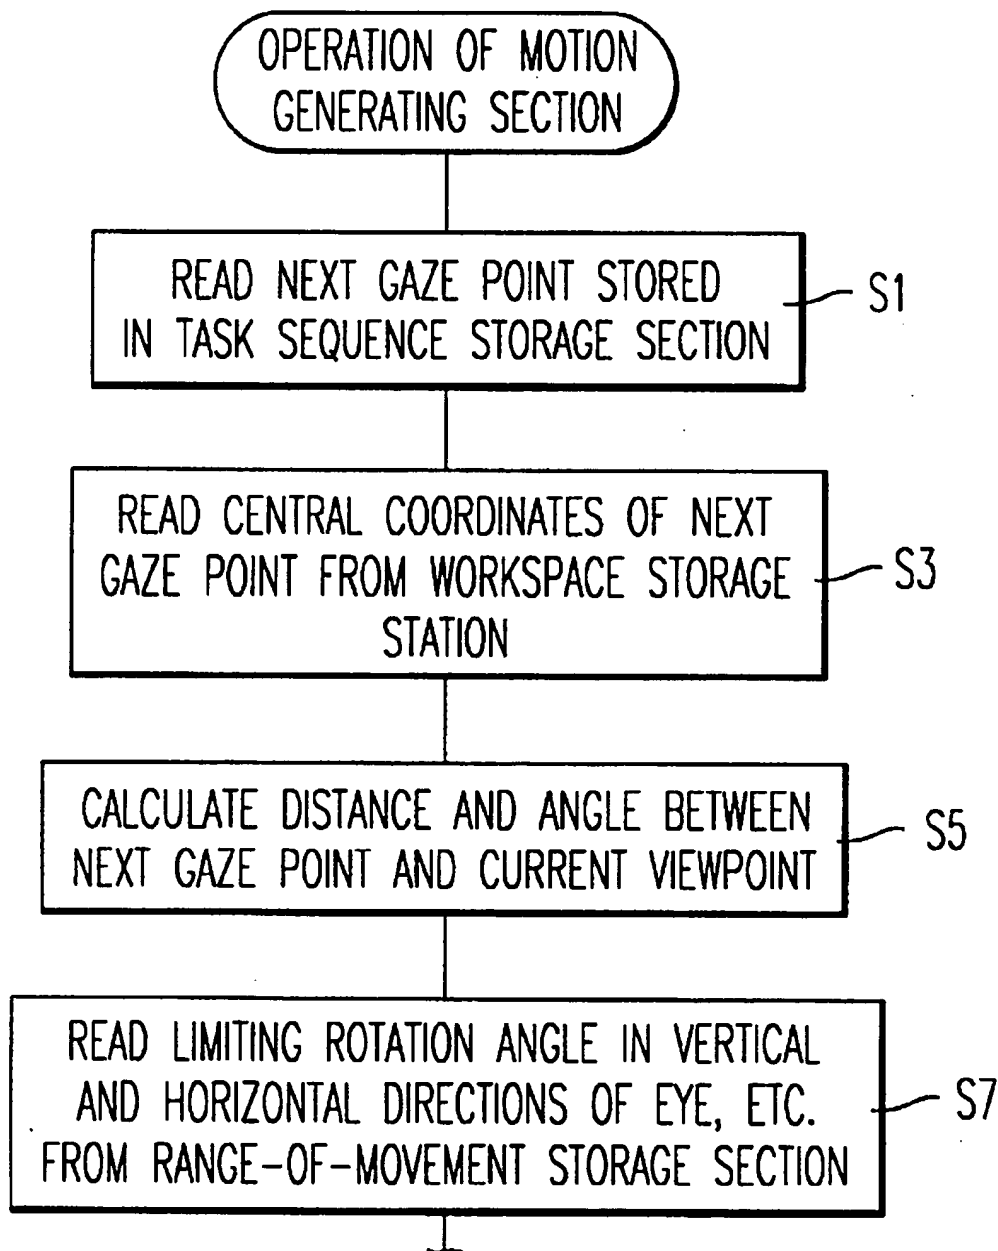 OPERATION OF MOTION
GENERATING SECTION
READ NEXT GAZE POINT STORED
IN TASK SEQUENCE STORAGE SECTION
S1
READ CENTRAL COORDINATES OF NEXT
GAZE POINT FROM WORKSPACE STORAGE
STATION
S3
CALCULATE DISTANCE AND ANGLE BETWEEN
NEXT GAZE POINT AND CURRENT VIEWPOINT
S5
READ LIMITING ROTATION ANGLE IN VERTICAL
AND HORIZONTAL DIRECTIONS OF EYE, ETC.
FROM RANGE-OF-MOVEMENT STORAGE SECTION
S7